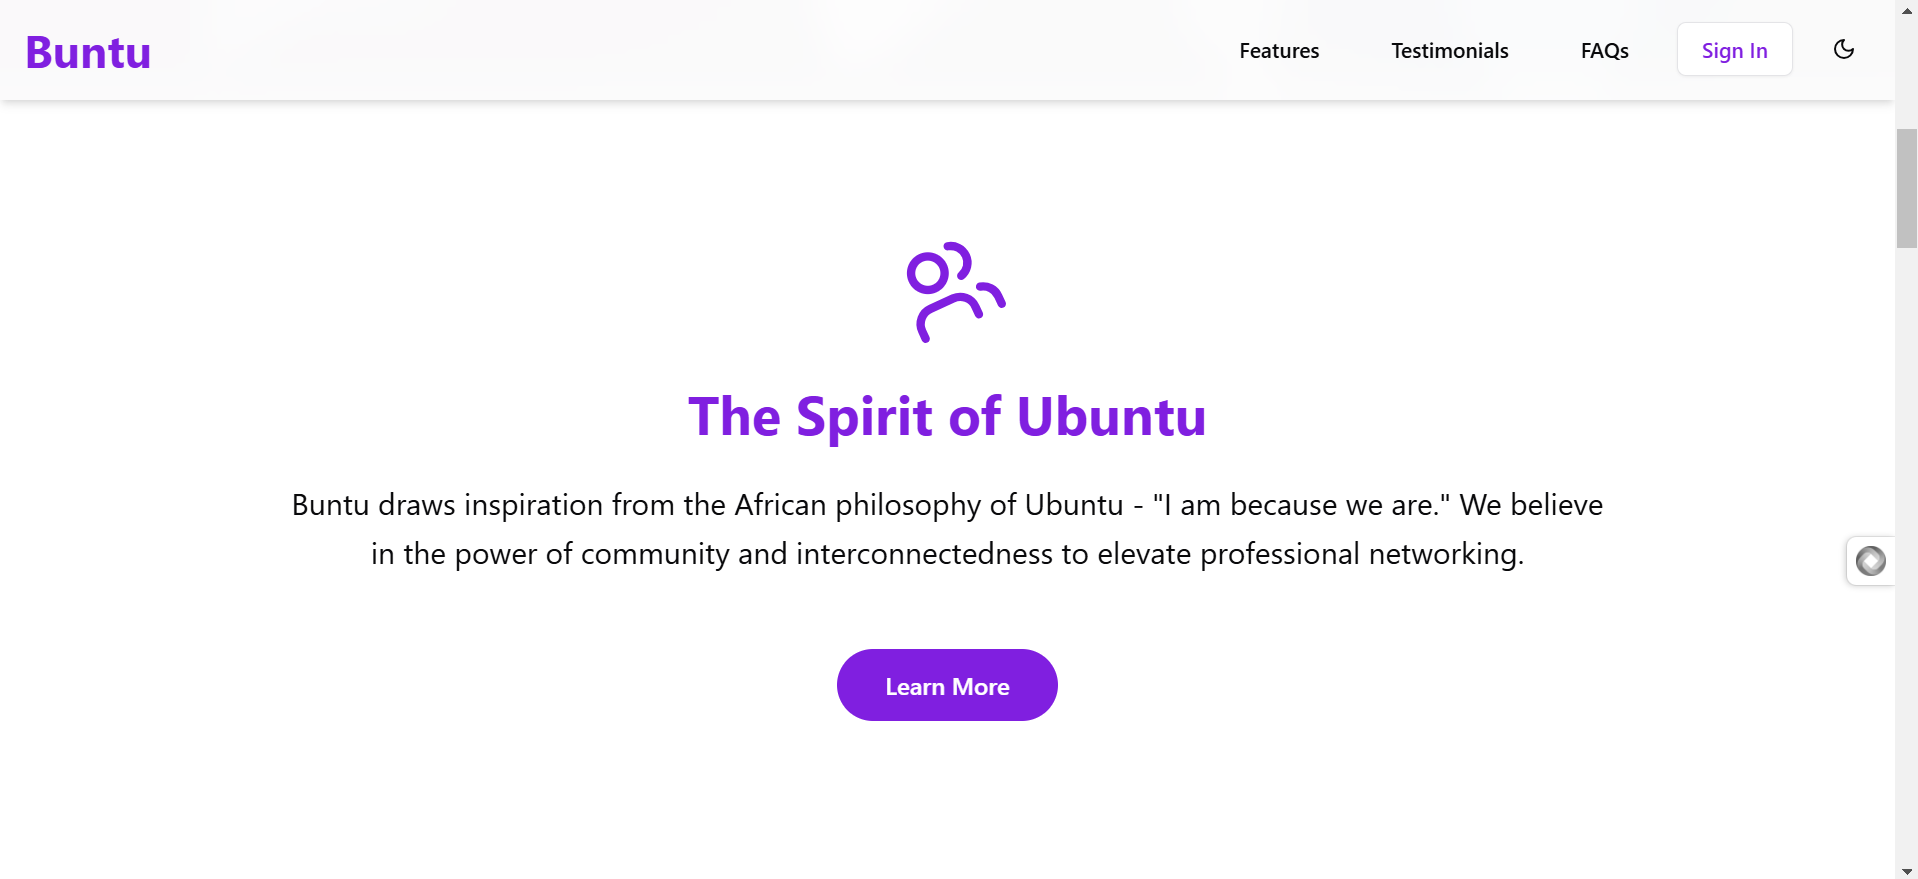 Buntu
Features
Testimonials
FAQs
Sign In
The Spirit of Ubuntu
Buntu draws inspiration from the African philosophy of Ubuntu - "I am because we are." We believe
in the power of community and interconnectedness to elevate professional networking.
Learn More